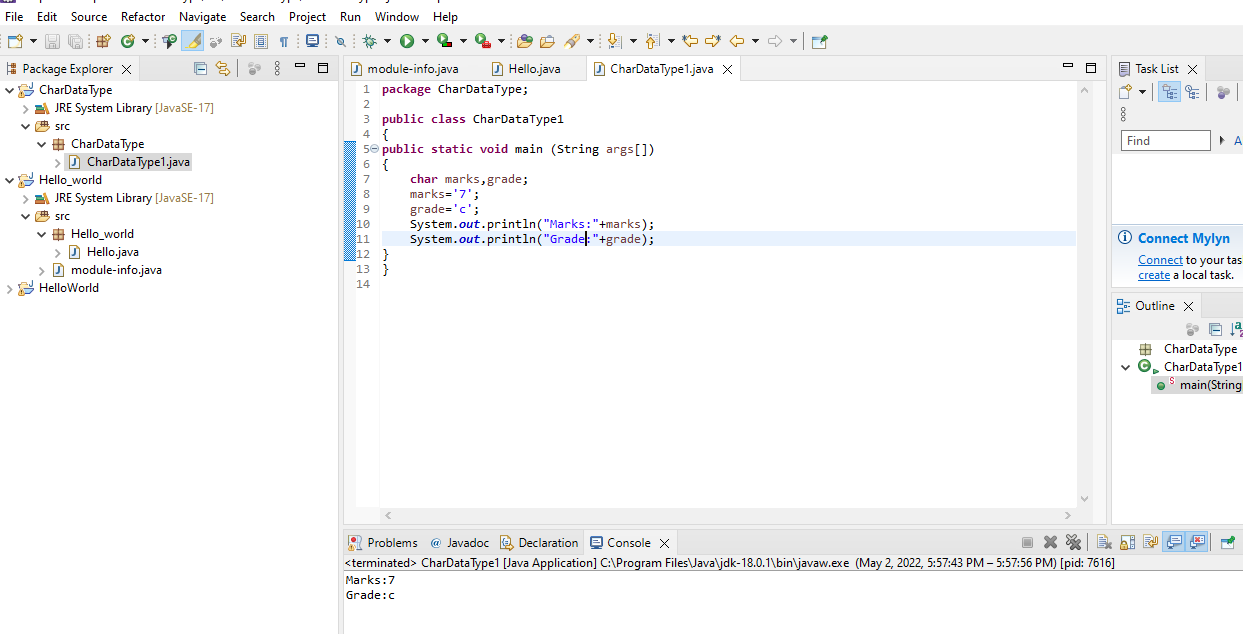 File Edit Source Refactor Navigate Search Project Run Window Help
Package Explorer
CharDataType
JRE System Library [JavaSE-17]
src
CharDataType
CharDataType1.java
Hello_world
JRE System Library [JavaSE-17]
src
Hello_world
Hello.java
module-info.java
HelloWorld
module-info.java Hello.java CharDataType1.java
1 package CharDataType;
2
3 public class CharDataType1
4 {
5 public static void main (String args[])
6 {
7 char marks,grade;
8 marks='7';
9 grade='c';
10 System.out.println("Marks:"+marks);
11 System.out.println("Grade:"+grade);
12 }
13 }
14
Problems Javadoc Declaration Console
<terminated> CharDataType1 [Java Application] C:\Program Files\Java\jdk-18.0.1\bin\javaw.exe (May 2, 2022, 5:57:43 PM – 5:57:56 PM) [pid: 7616]
Marks:7
Grade:c
Task List
Find
A
Connect Mylyn
Connect to your tas
create a local task.
Outline
CharDataType
CharDataType1
main(String